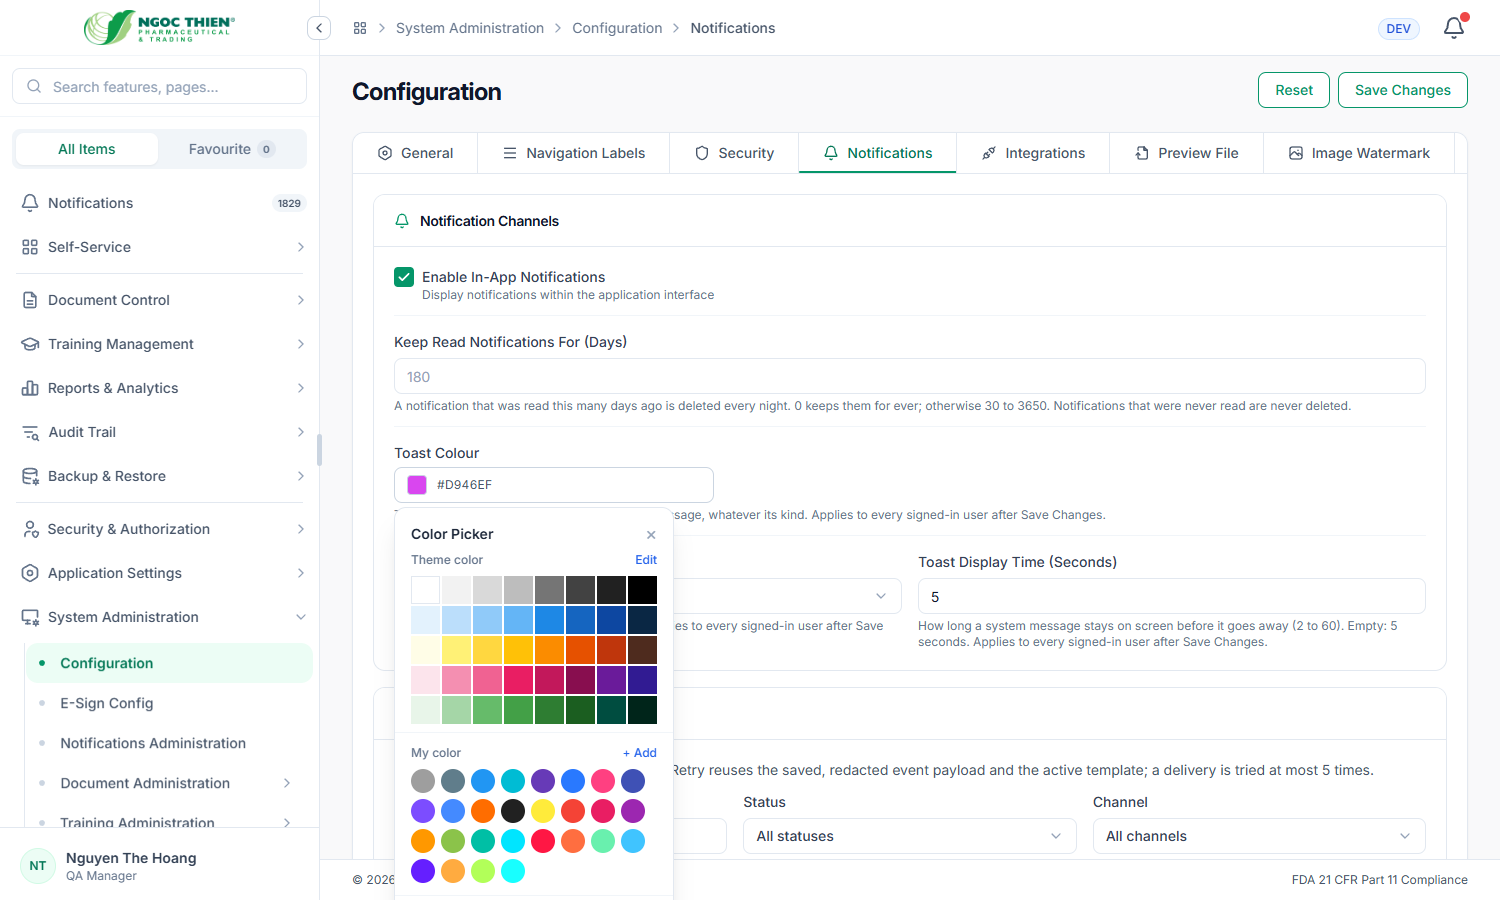 NGOC THIEN®
PHARMACEUTICAL
& TRADING
System Administration
Configuration
Notifications
DEV
Search features, pages...
Configuration
Reset
Save Changes
All Items
Favourite 0
General
Navigation Labels
Security
Notifications
Integrations
Preview File
Image Watermark
Notifications 1829
Self-Service
Document Control
Training Management
Reports & Analytics
Audit Trail
Backup & Restore
Security & Authorization
Application Settings
System Administration
Configuration
E-Sign Config
Notifications Administration
Document Administration
Training Administration
NT
Nguyen The Hoang
QA Manager
Notification Channels
Enable In-App Notifications
Display notifications within the application interface
Keep Read Notifications For (Days)
180
A notification that was read this many days ago is deleted every night. 0 keeps them for ever; otherwise 30 to 3650. Notifications that were never read are never deleted.
Toast Colour
#D946EF
sage, whatever its kind. Applies to every signed-in user after Save Changes.
Color Picker
Theme color
Edit
My color
+ Add
es to every signed-in user after Save
Toast Display Time (Seconds)
5
How long a system message stays on screen before it goes away (2 to 60). Empty: 5
seconds. Applies to every signed-in user after Save Changes.
Retry reuses the saved, redacted event payload and the active template; a delivery is tried at most 5 times.
Status
Channel
All statuses
All channels
© 2026
FDA 21 CFR Part 11 Compliance